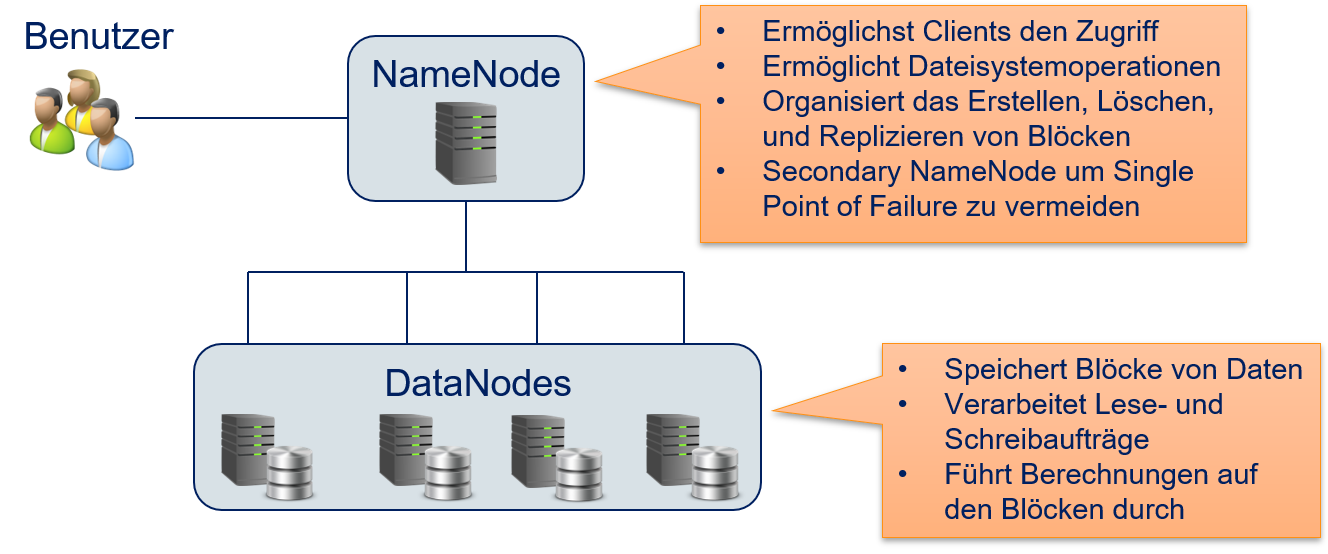 Benutzer
NameNode
• Ermöglichst Clients den Zugriff
• Ermöglicht Dateisystemoperationen
• Organisiert das Erstellen, Löschen,
und Replizieren von Blöcken
• Secondary NameNode um Single
Point of Failure zu vermeiden
DataNodes
• Speichert Blöcke von Daten
• Verarbeitet Lese- und
Schreibaufträge
• Führt Berechnungen auf
den Blöcken durch